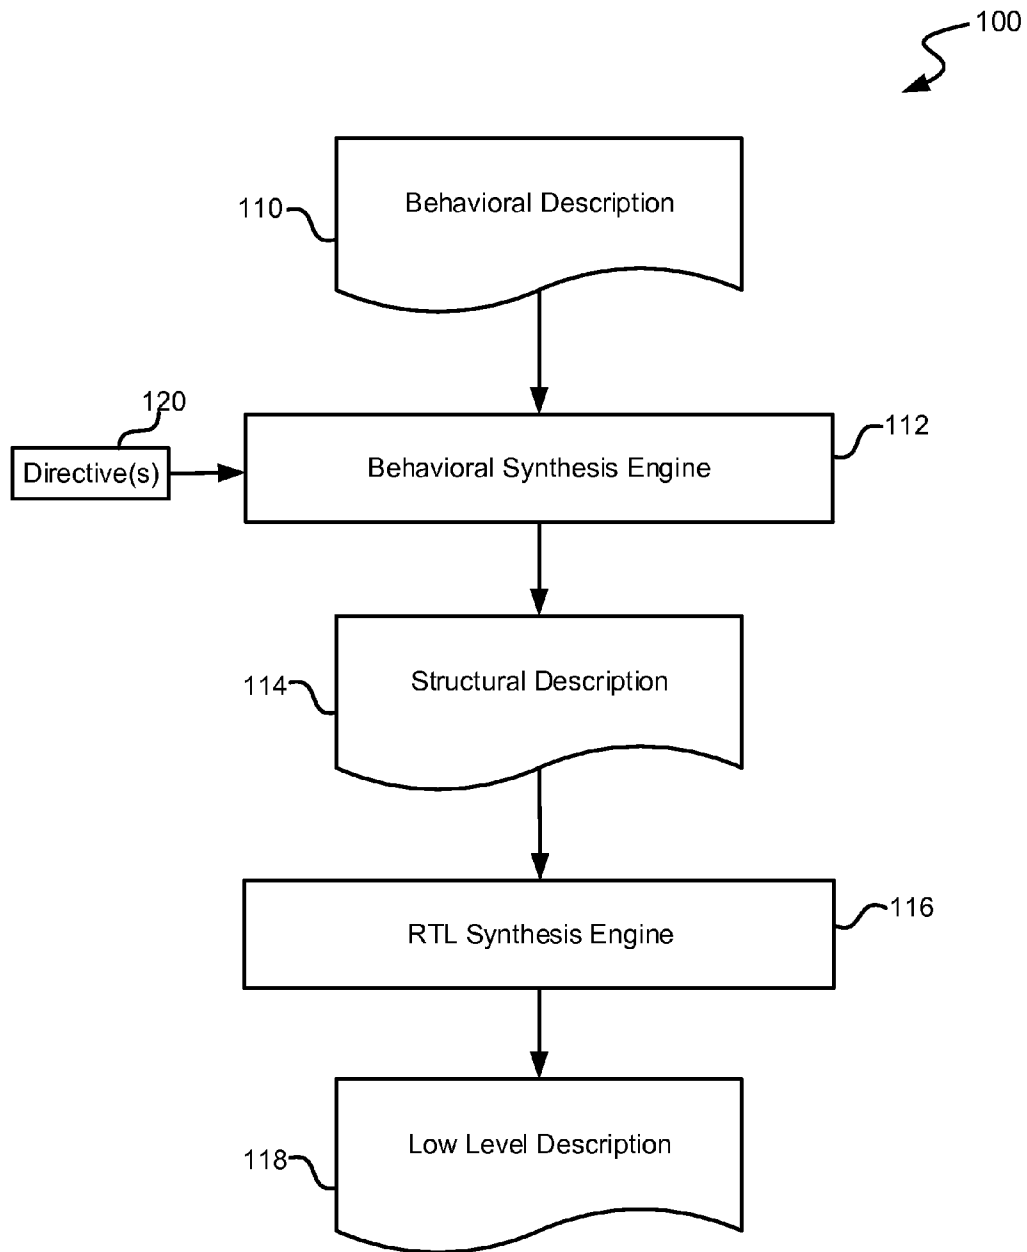 100
Behavioral Description
110
120
112
Directive(s)
Behavioral Synthesis Engine
Structural Description
114
116
RTL Synthesis Engine
Low Level Description
118